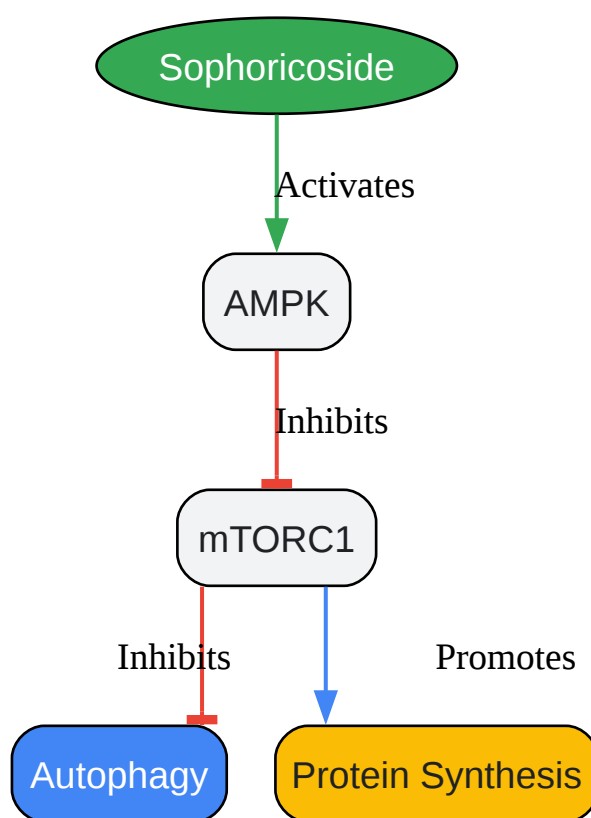 Sophoricoside
Activates
AMPK
Inhibits
mTORC1
Inhibits
Promotes
Autophagy
Protein Synthesis